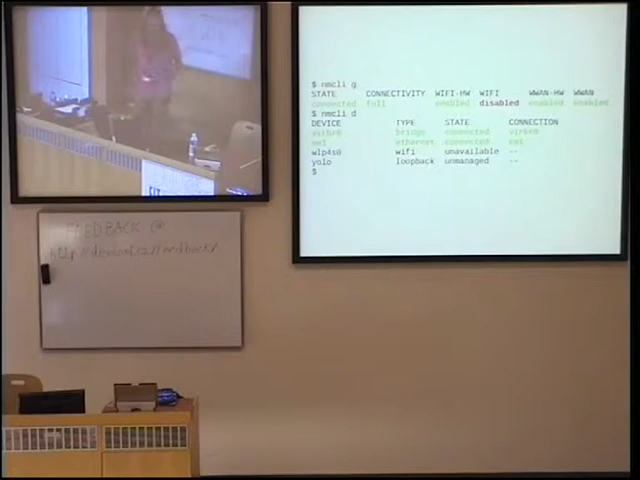 $ nmcli g
STATE CONNECTIVITY WIFI-HW WIFI WWAN-HW WWAN
connected full enabled disabled enabled enabled
$ nmcli d
DEVICE TYPE STATE CONNECTION
virbr0 bridge connected virbr0
em1 ethernet connected em1
wlp4s0 wifi unavailable --
yolo loopback unmanaged --
$
FEEDBACK @